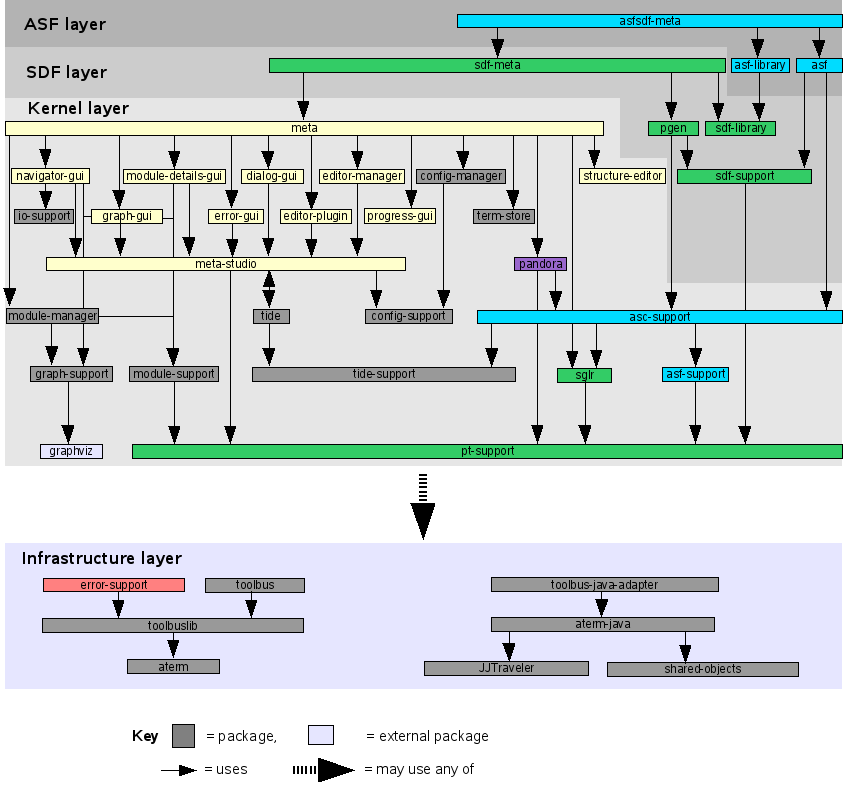 ASF layer
asfsdf-meta
SDF layer
sdf-meta
asf-library
asf
Kernel layer
meta
pgen
sdf-library
navigator-gui
module-details-gui
dialog-gui
editor-manager
config-manager
structure-editor
sdf-support
io-support
graph-gui
error-gui
editor-plugin
progress-gui
term-store
meta-studio
pandora
module-manager
tide
config-support
asc-support
graph-support
module-support
tide-support
sglr
asf-support
graphviz
pt-support
Infrastructure layer
error-support
toolbus
toolbus-java-adapter
toolbuslib
aterm-java
aterm
JJTraveler
shared-objects
Key
= package,
= external package
= uses
= may use any of